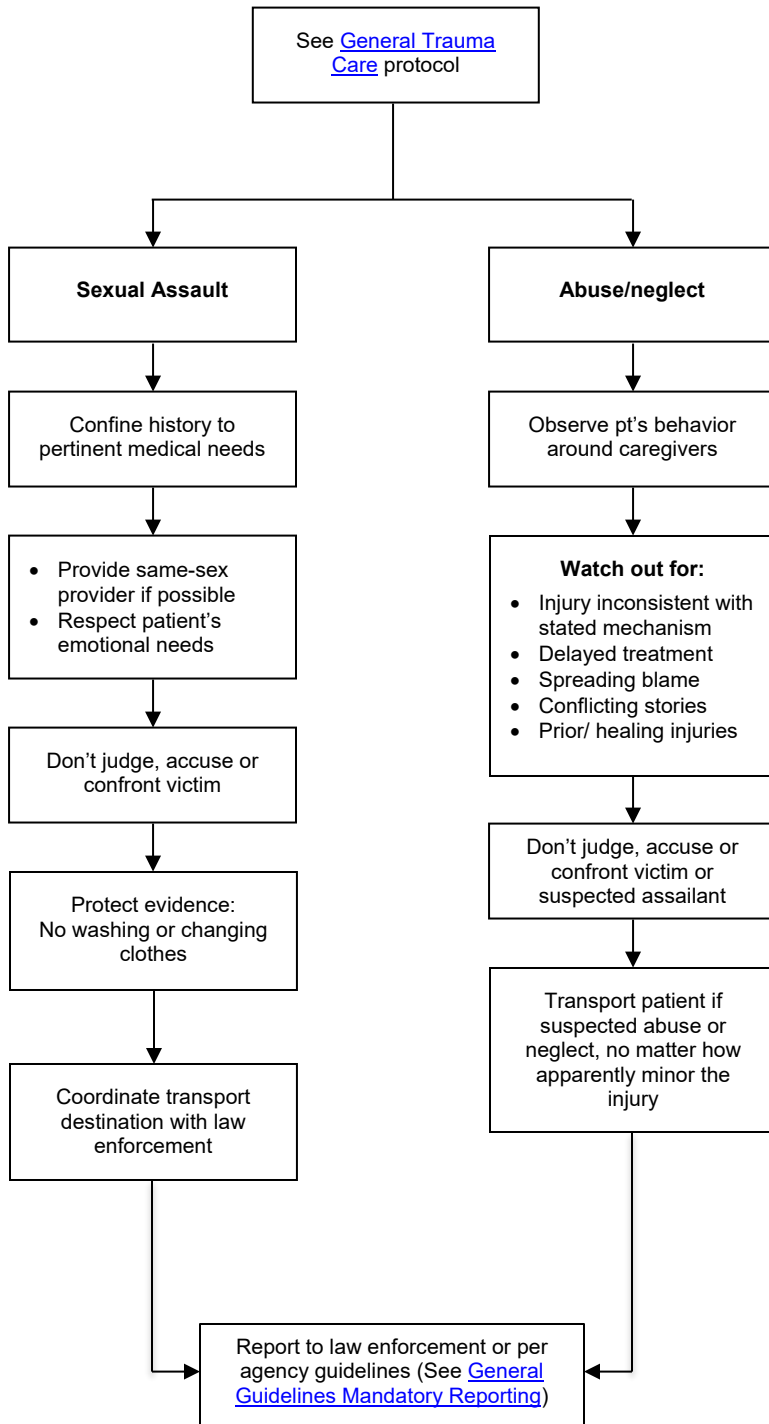 See General Trauma
Care protocol
Sexual Assault
Confine history to
pertinent medical needs
• Provide same-sex
provider if possible
• Respect patient's
emotional needs
Don't judge, accuse or
confront victim
Protect evidence:
No washing or changing
clothes
Coordinate transport
destination with law
enforcement
Abuse/neglect
Observe pt's behavior
around caregivers
Watch out for:
• Injury inconsistent with
stated mechanism
• Delayed treatment
• Spreading blame
• Conflicting stories
• Prior/ healing injuries
Don't judge, accuse or
confront victim or
suspected assailant
Transport patient if
suspected abuse or
neglect, no matter how
apparently minor the
injury
Report to law enforcement or per
agency guidelines (See General
Guidelines Mandatory Reporting)